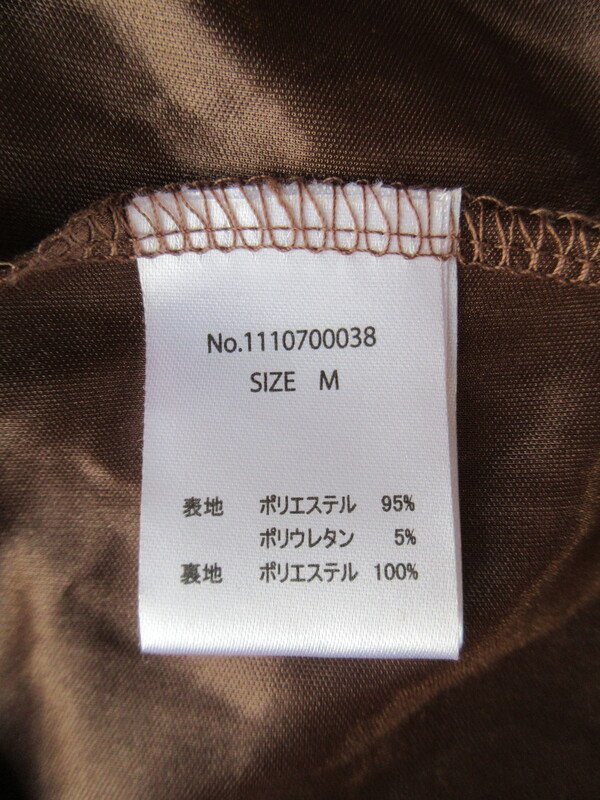 No.1110700038
SIZE M
表地 ポリエステル 95%
ポリウレタン 5%
裏地 ポリエステル 100%